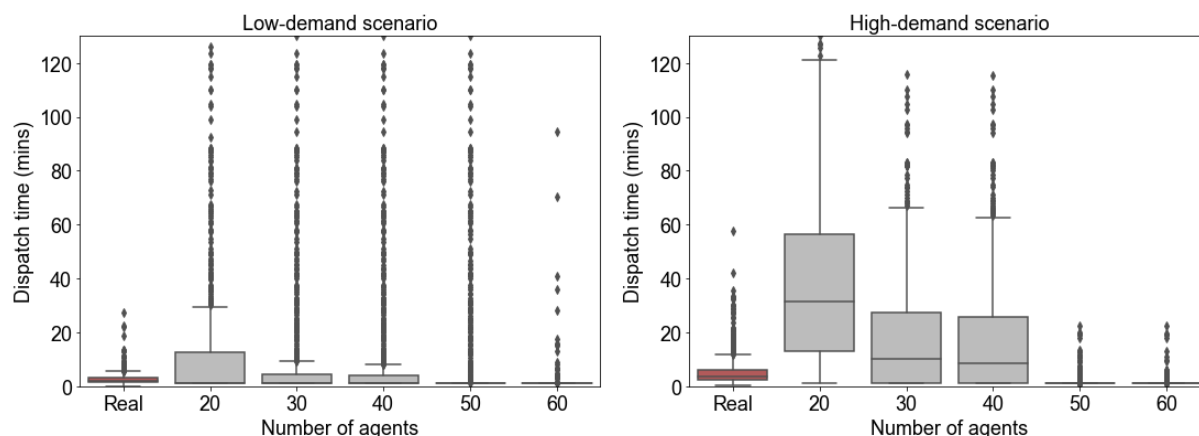 Low-demand scenario
Dispatch time (mins)
120
100
80
60
40
20
0
Real 20 30 40 50 60
Number of agents
High-demand scenario
Dispatch time (mins)
120
100
80
60
40
20
0
Real 20 30 40 50 60
Number of agents